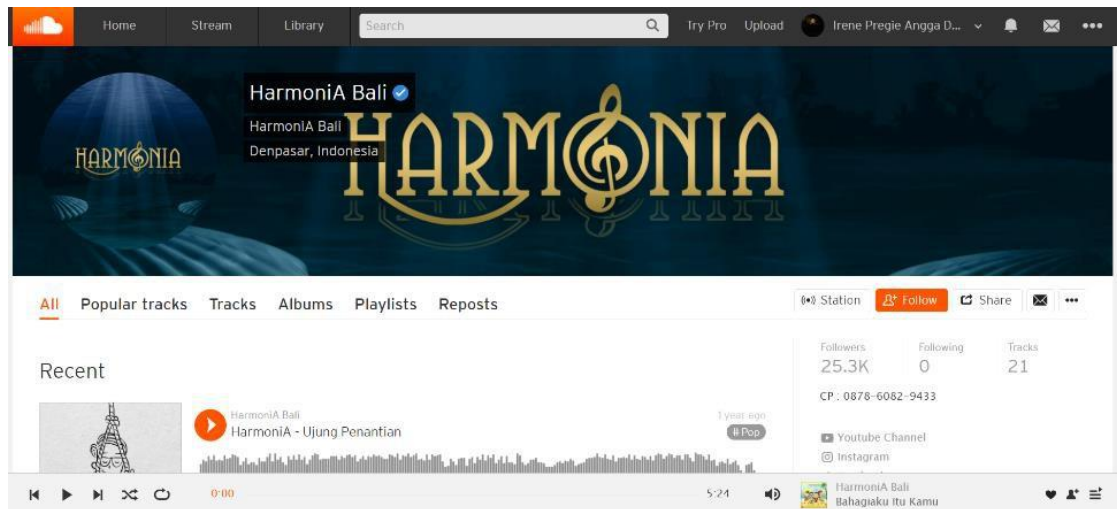 Home Stream Library Search Try Pro Upload Irene Pregie Angga D...
HarmoniA Bali
HarmoniA Bali
Denpasar, Indonesia
HARMONIA
HARMONIA
All Popular tracks Tracks Albums Playlists Reposts
Station Follow Share
Followers Following Tracks
25.3K 0 21
CP : 0878-6082-9433
Recent
HarmoniA Bali 1 year ago
HarmoniA - Ujung Penantian # Pop
Youtube Channel
Instagram
0:00 5:24
HarmoniA Bali
Bahagiaku Itu Kamu